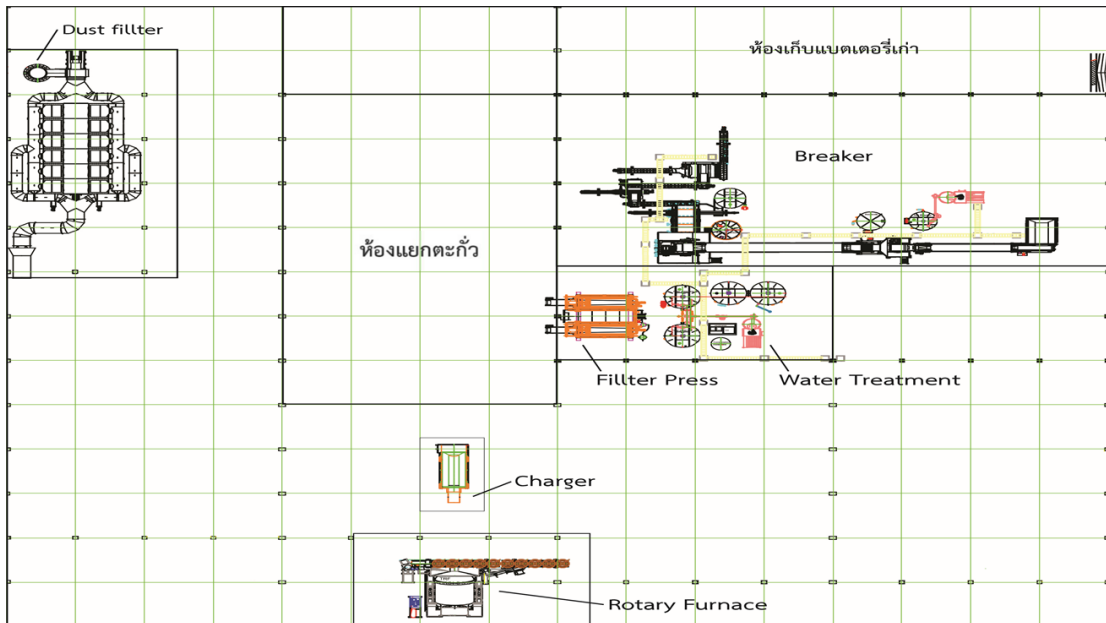 Dust fillter
ห้องเก็บแบตเตอรี่เก่า
Breaker
ห้องแยกตะกั่ว
Fillter Press
Water Treatment
Charger
Rotary Furnace